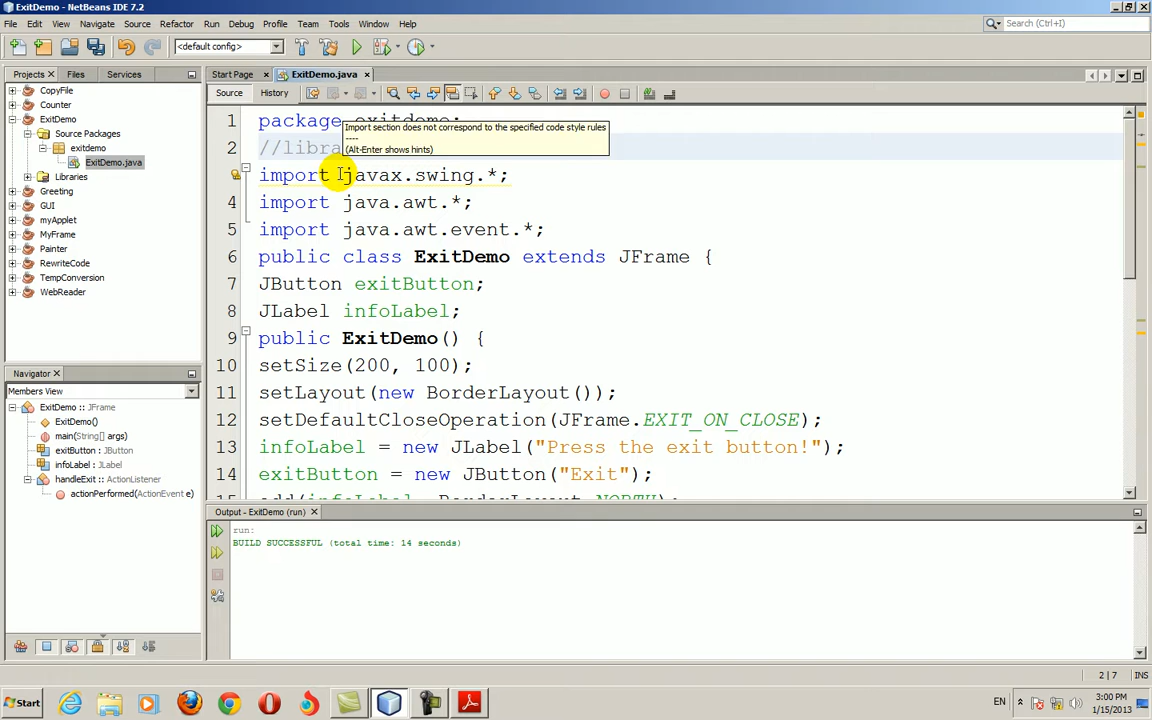 ExitDemo - NetBeans IDE 7.2
File Edit View Navigate Source Refactor Run Debug Profile Team Tools Window Help
<default config>
Search (Ctrl+I)
Projects Files Services
Start Page ExitDemo.java
Source History
CopyFile
Counter
ExitDemo
Source Packages
exitdemo
ExitDemo.java
Libraries
Greeting
GUI
myApplet
MyFrame
Painter
RewriteCode
TempConversion
WebReader
1 package exitdemo;
Import section does not correspond to the specified code style rules
----
(Alt-Enter shows hints)
2 //libra
3 import javax.swing.*;
4 import java.awt.*;
5 import java.awt.event.*;
6 public class ExitDemo extends JFrame {
7 JButton exitButton;
8 JLabel infoLabel;
9 public ExitDemo() {
10 setSize(200, 100);
11 setLayout(new BorderLayout());
12 setDefaultCloseOperation(JFrame.EXIT_ON_CLOSE);
13 infoLabel = new JLabel("Press the exit button!");
14 exitButton = new JButton("Exit");
15 add(infoLabel, BorderLayout.NORTH);
Navigator
Members View
ExitDemo :: JFrame
ExitDemo()
main(String[] args)
exitButton : JButton
infoLabel : JLabel
handleExit :: ActionListener
actionPerformed(ActionEvent e)
Output - ExitDemo (run)
run:
BUILD SUCCESSFUL (total time: 14 seconds)
2 | 7 INS
Start
EN
3:00 PM
1/15/2013